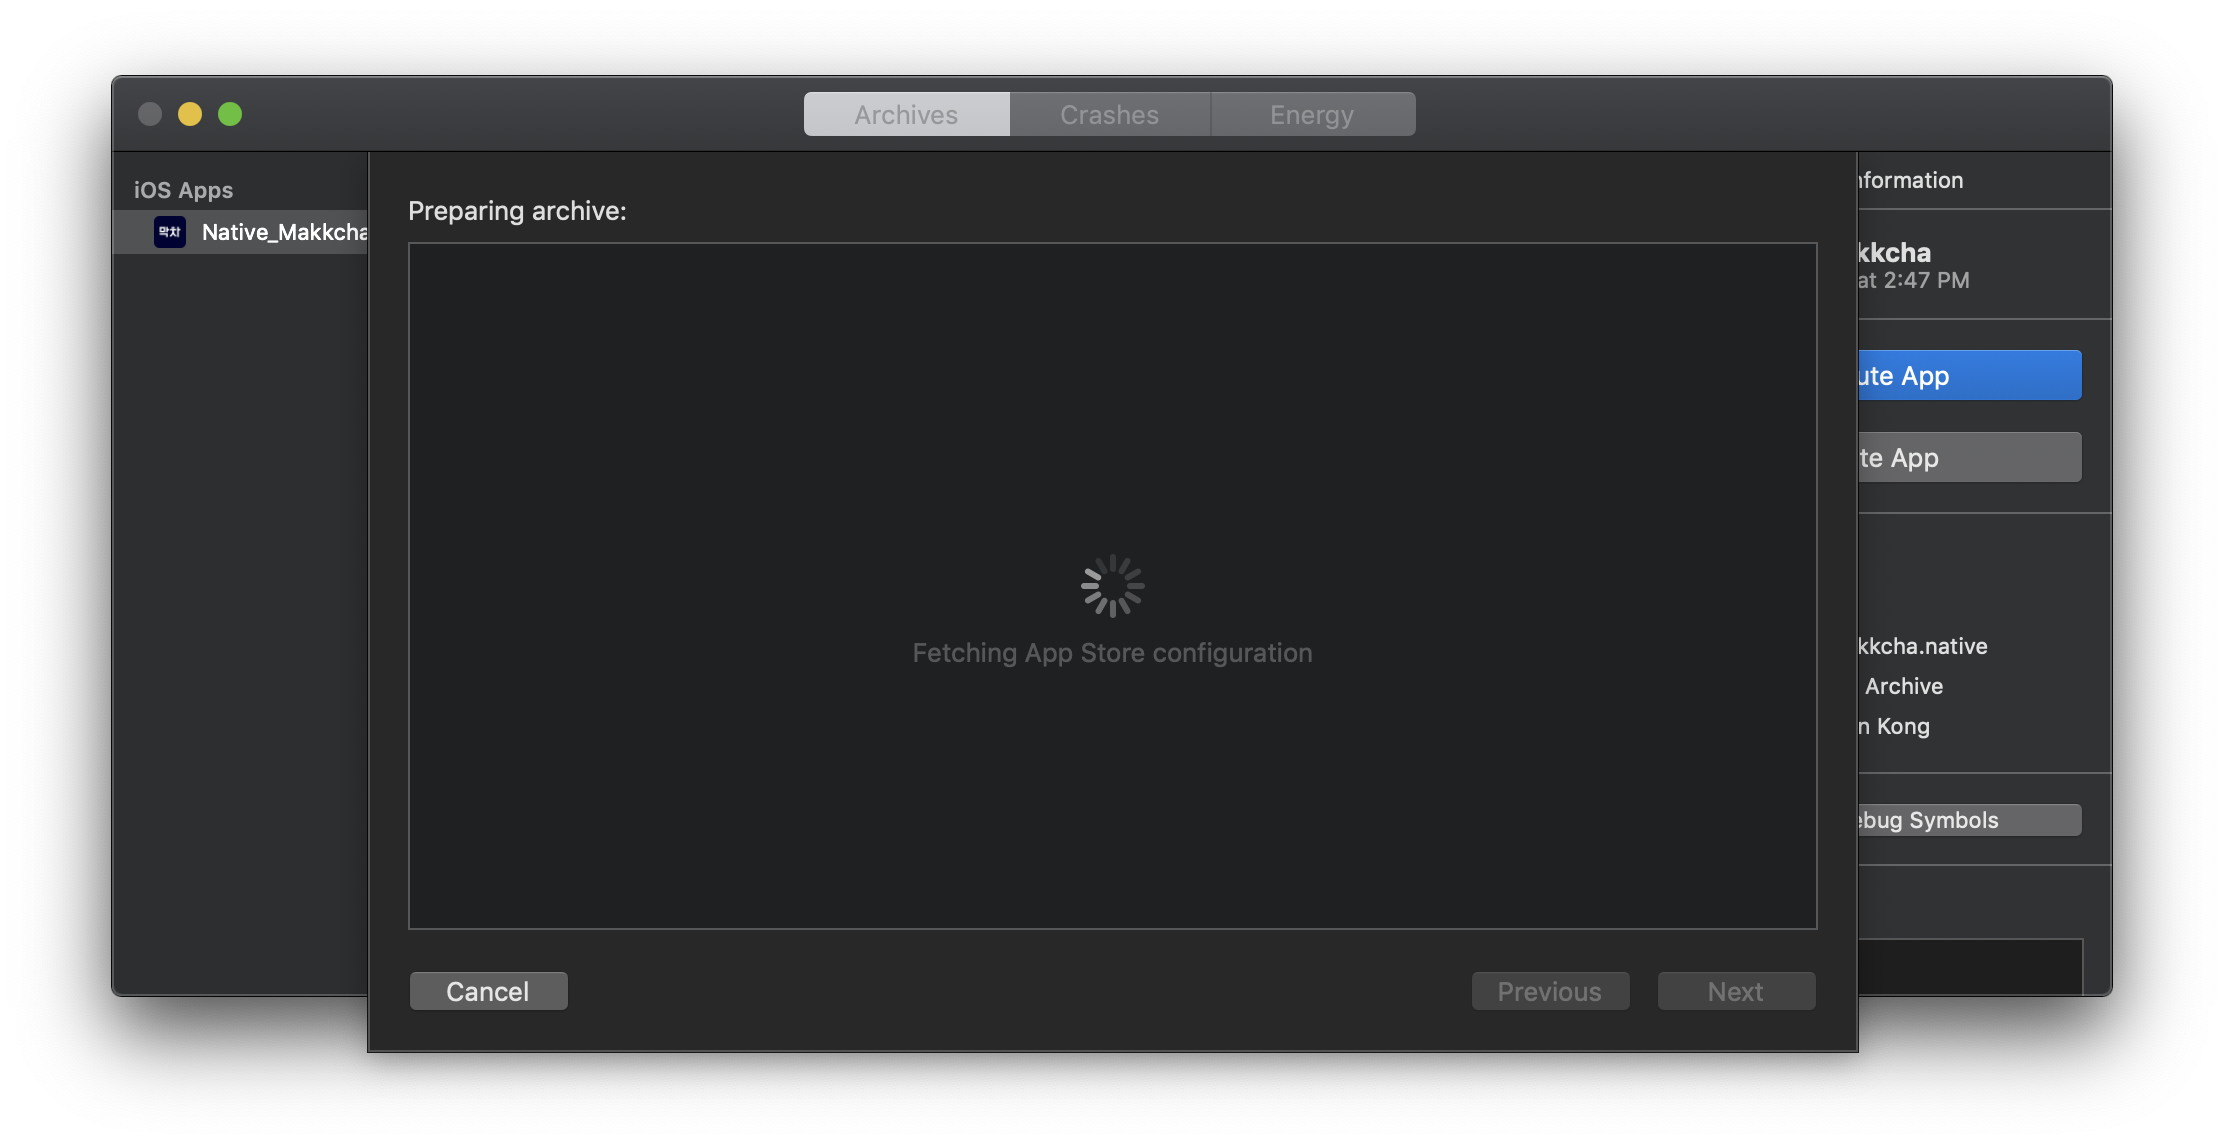 Archives
Crashes
Energy
iOS Apps
막차
Native_Makkcha
Preparing archive:
Fetching App Store configuration
Cancel
Previous
Next
nformation
kkcha
at 2:47 PM
ute App
te App
kkcha.native
Archive
n Kong
ebug Symbols